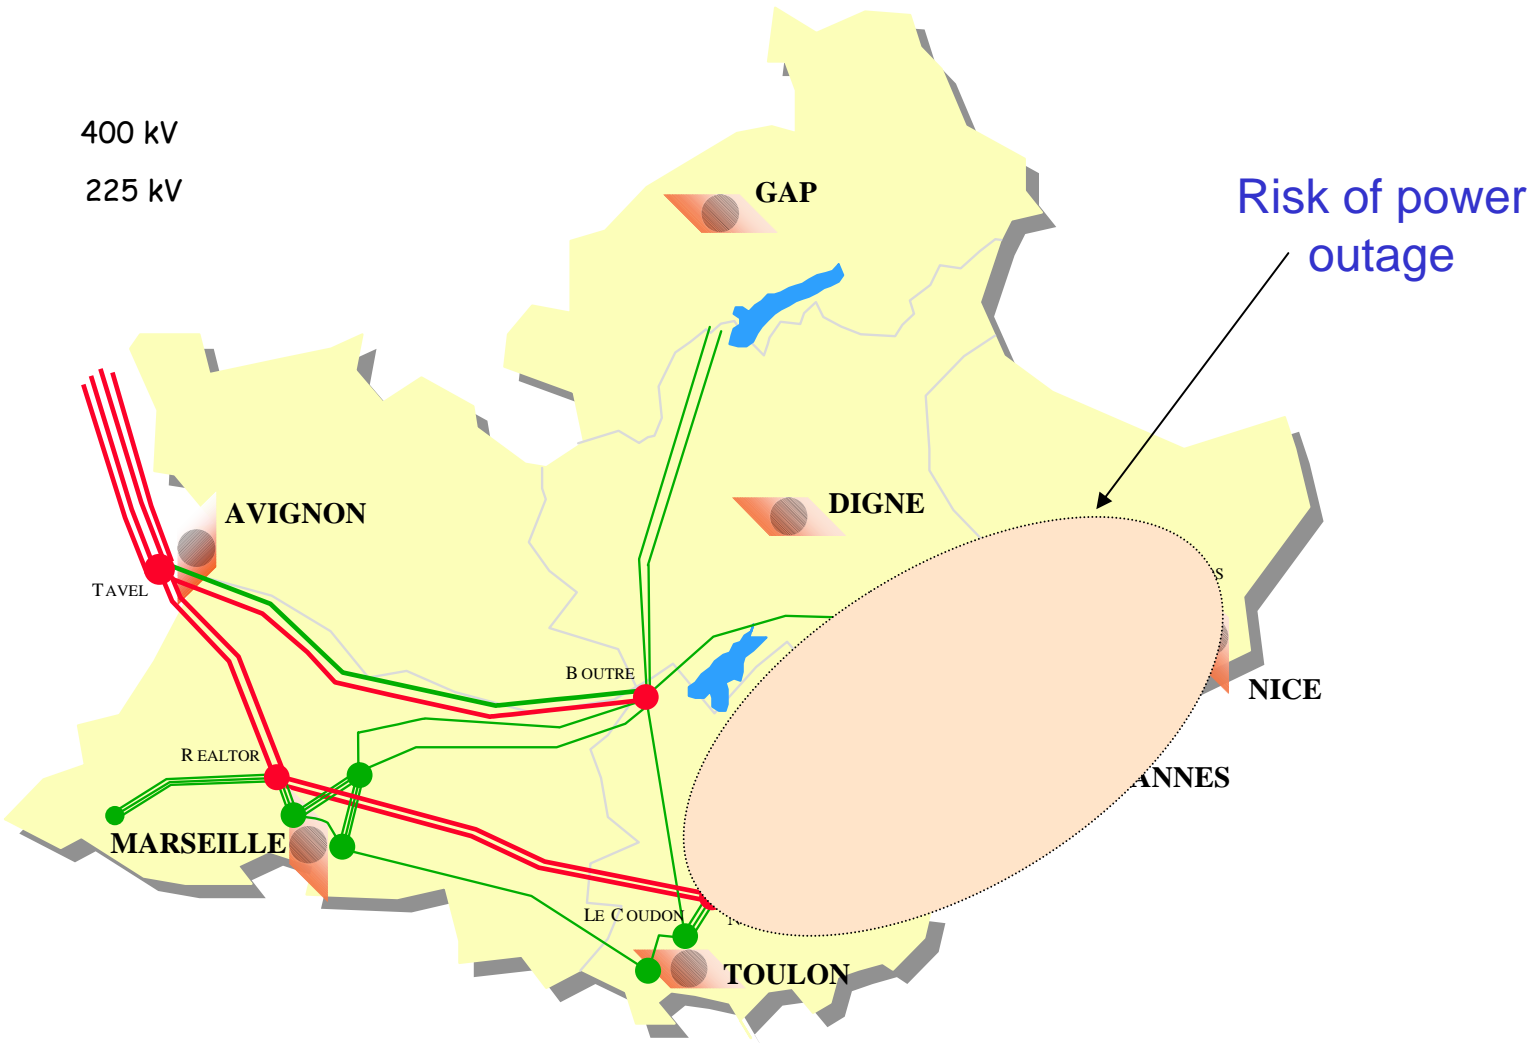 400 kV
225 kV
GAP
Risk of power
outage
AVIGNON
DIGNE
TAVEL
BOUTRE
NICE
REALTOR
ANNES
MARSEILLE
LE COUDON
TOULON